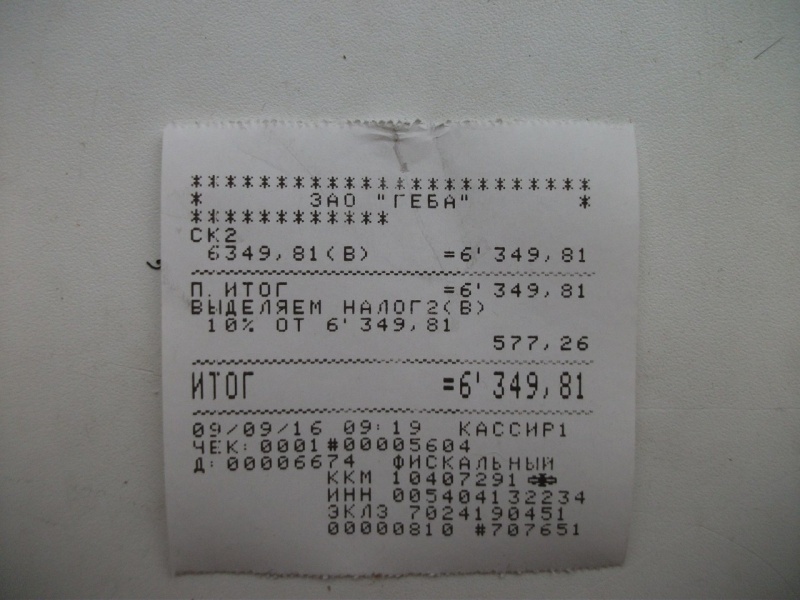 ************************
* ЗАО "ГЕБА" *
************
СК2
6349,81(В) =6'349,81
П.ИТОГ =6'349,81
ВЫДЕЛЯЕМ НАЛОГ2(В)
10% ОТ 6'349,81
577,26
ИТОГ =6'349,81
09/09/16 09:19 КАССИР1
ЧЕК:0001#00005604
Д:00006674 ФИСКАЛЬНЫЙ
ККМ 10407291
ИНН 005404132234
ЭКЛЗ 7024190451
00000810 #707651